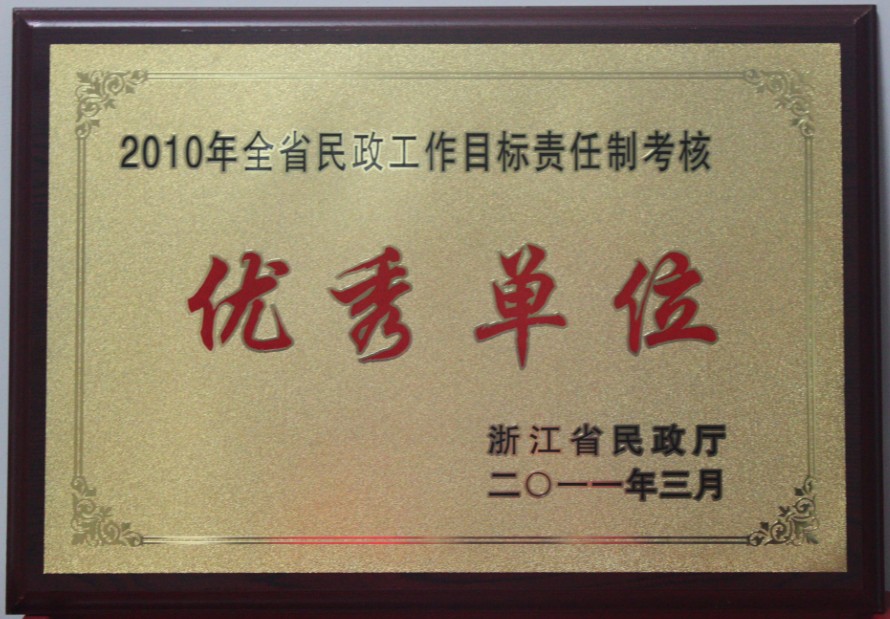 2010年全省民政工作目标责任制考核
优秀单位
浙江省民政厅
二〇一一年三月